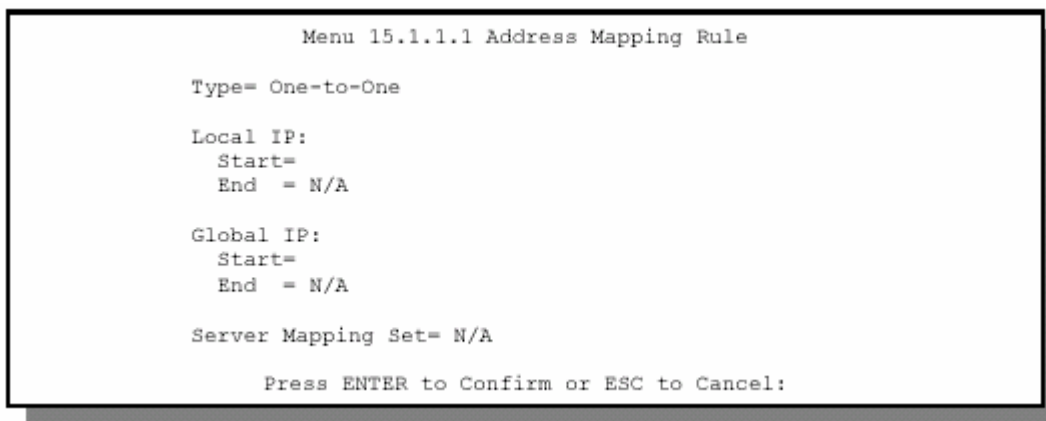 Menu 15.1.1.1 Address Mapping Rule
Type= One-to-One
Local IP:
Start=
End = N/A
Global IP:
Start=
End = N/A
Server Mapping Set= N/A
Press ENTER to Confirm or ESC to Cancel: